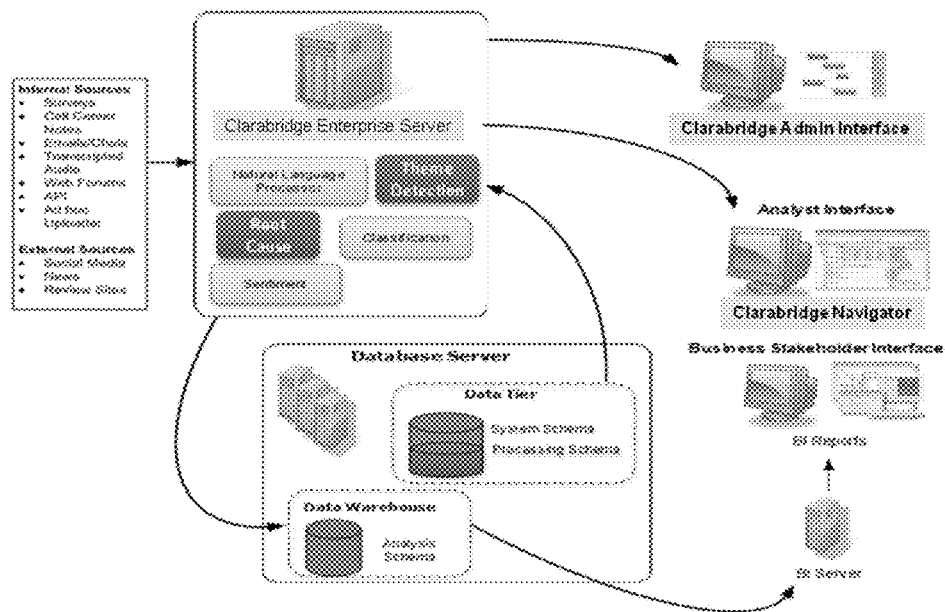 Internal Sources
Surveys
Call Center
Notes
Emails/Chats
Transcripted
Audio
Web Forums
API
Ad hoc
Uploader
External Sources
Social Media
News
Review Sites
Clarabridge Enterprise Server
Natural Language
Processor
Theme
Detection
Root
Cause
Classification
Sentiment
Database Server
Data Tier
System Schema
Processing Schema
Data Warehouse
Analysis
Schema
Clarabridge Admin Interface
Analyst Interface
Clarabridge Navigator
Business Stakeholder Interface
BI Reports
BI Server